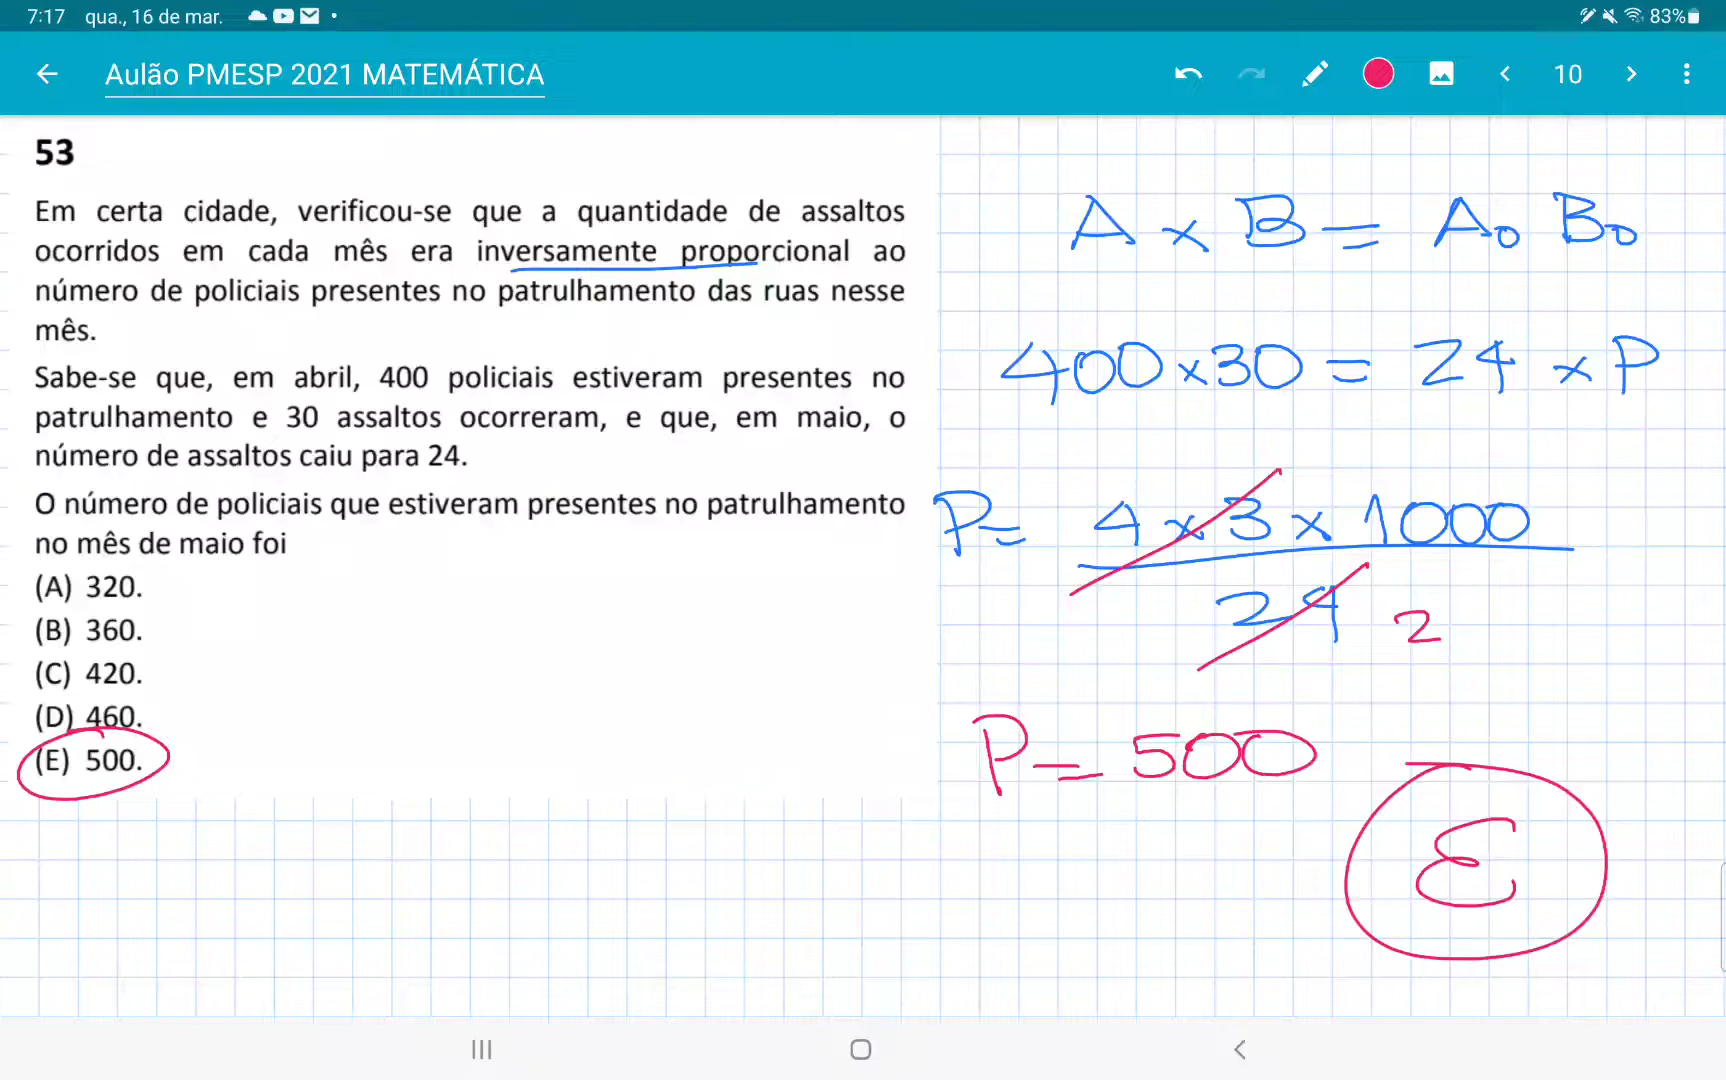 7:17 qua., 16 de mar. 83%
Aulão PMESP 2021 MATEMÁTICA
10
53
Em certa cidade, verificou-se que a quantidade de assaltos
ocorridos em cada mês era inversamente proporcional ao
número de policiais presentes no patrulhamento das ruas nesse
mês.
Sabe-se que, em abril, 400 policiais estiveram presentes no
patrulhamento e 30 assaltos ocorreram, e que, em maio, o
número de assaltos caiu para 24.
O número de policiais que estiveram presentes no patrulhamento
no mês de maio foi
(A) 320.
(B) 360.
(C) 420.
(D) 460.
(E) 500.
A x B = A₀ B₀
400 x 30 = 24 x P
P = 4 x 3 x 1000
24 2
P = 500
E